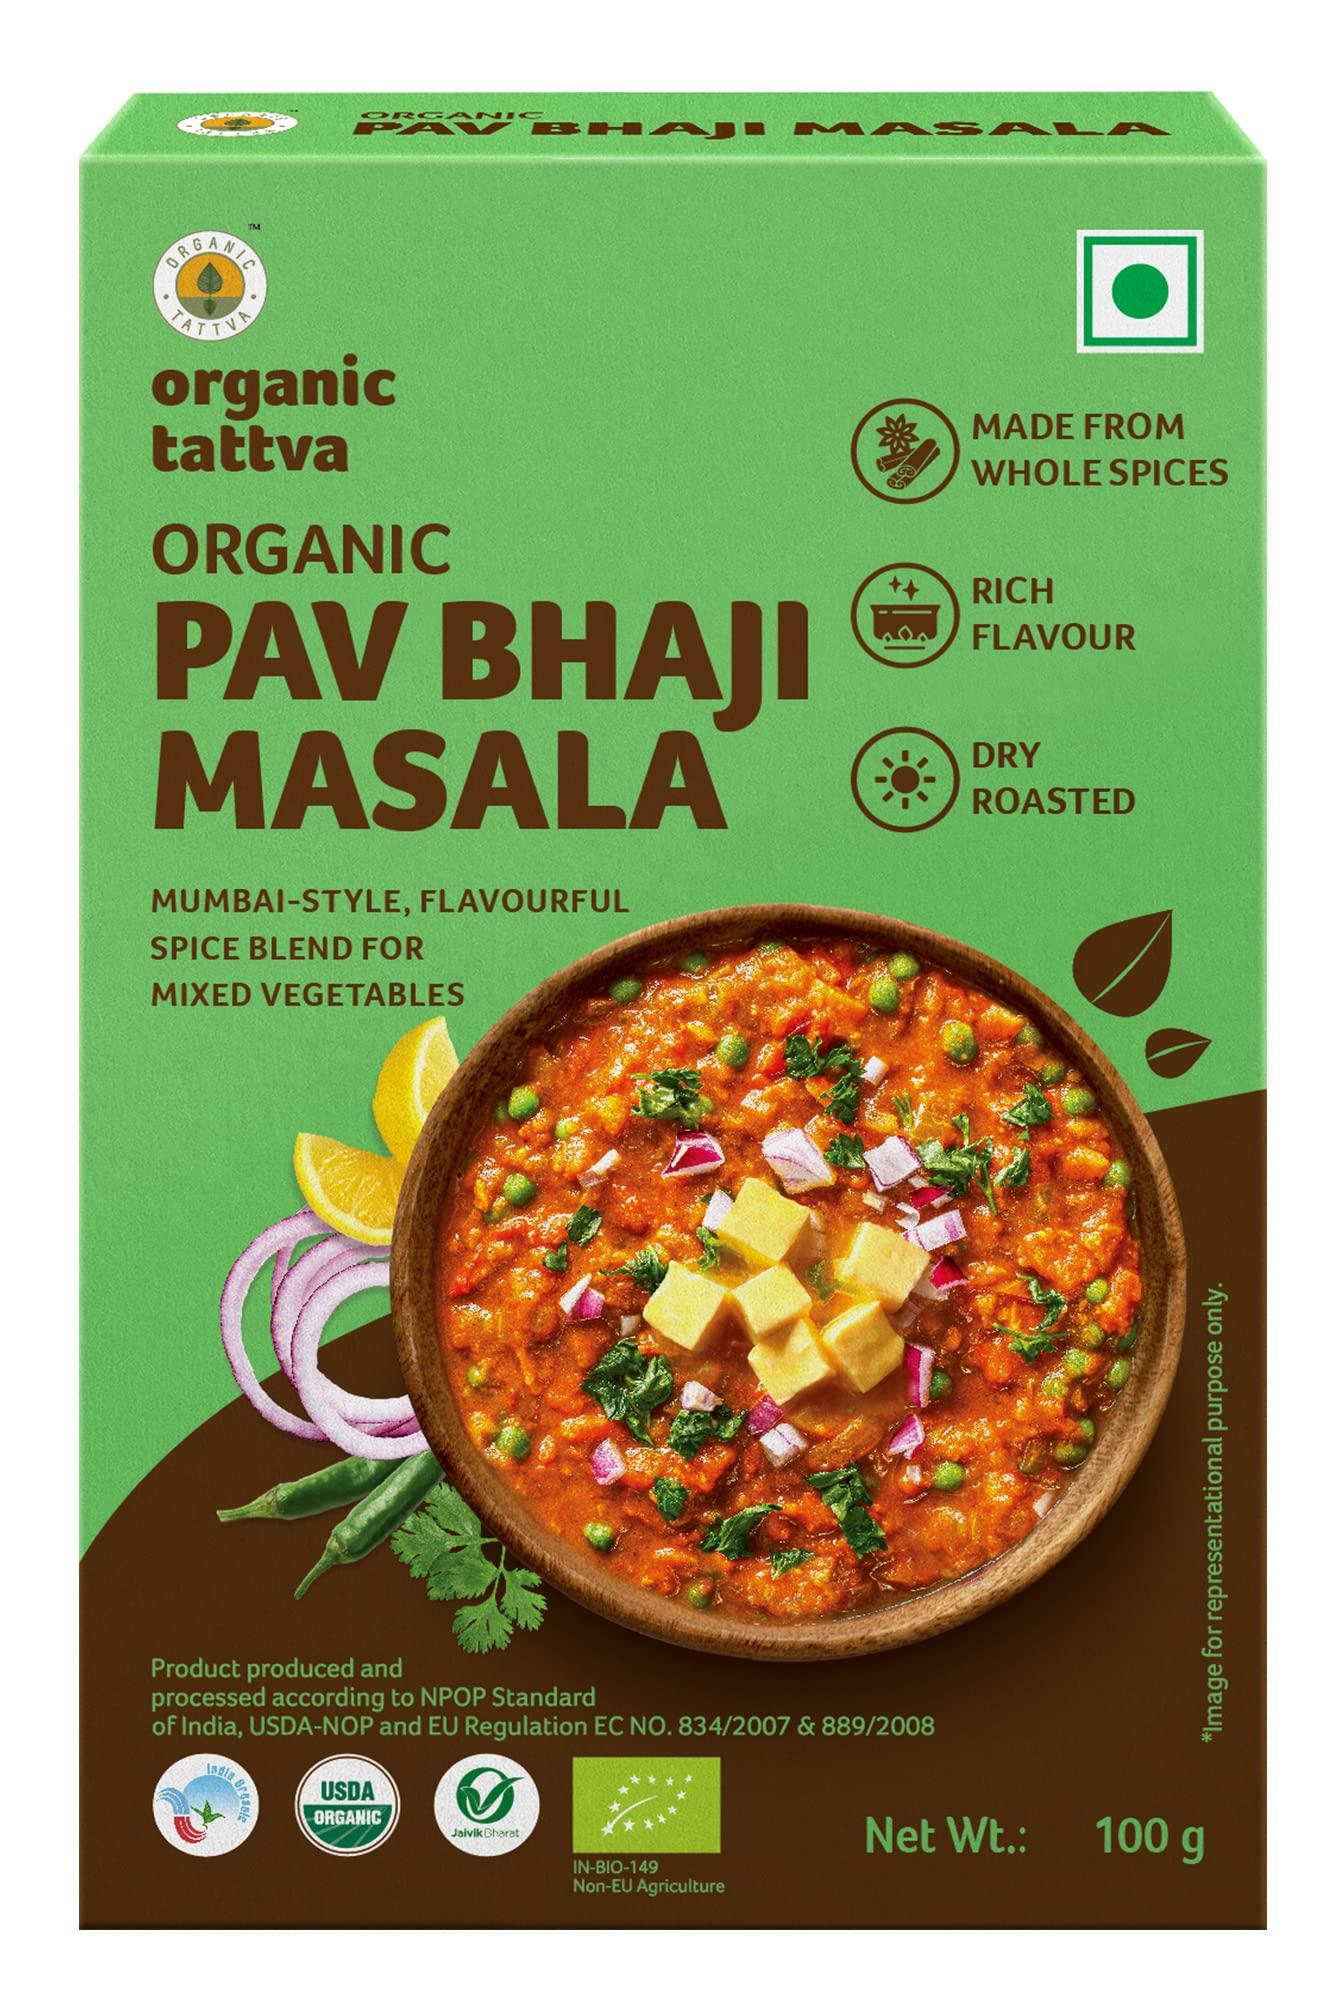 ORGANIC
PAV BHAJI MASALA
ORGANIC
TATTVA
™
organic
tattva
ORGANIC
PAV BHAJI
MASALA
MADE FROM
WHOLE SPICES
RICH
FLAVOUR
DRY
ROASTED
MUMBAI-STYLE, FLAVOURFUL
SPICE BLEND FOR
MIXED VEGETABLES
*Image for representational purpose only.
Product produced and
processed according to NPOP Standard
of India, USDA-NOP and EU Regulation EC NO. 834/2007 & 889/2008
India Organic
USDA
ORGANIC
Jaivik Bharat
IN-BIO-149
Non-EU Agriculture
Net Wt.: 100 g